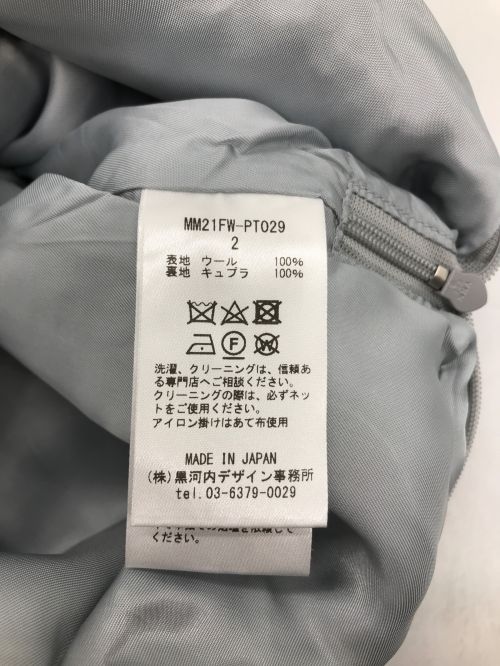 MM21FW-PT029
2
表地 ウール 100%
裏地 キュプラ 100%
F
W
洗濯、クリーニングは、信頼あ
る専門店へご相談ください。
クリーニングの際は、必ずネッ
トをご使用ください。
アイロン掛けはあて布使用
MADE IN JAPAN
(株)黒河内デザイン事務所
tel.03-6379-0029
ください。